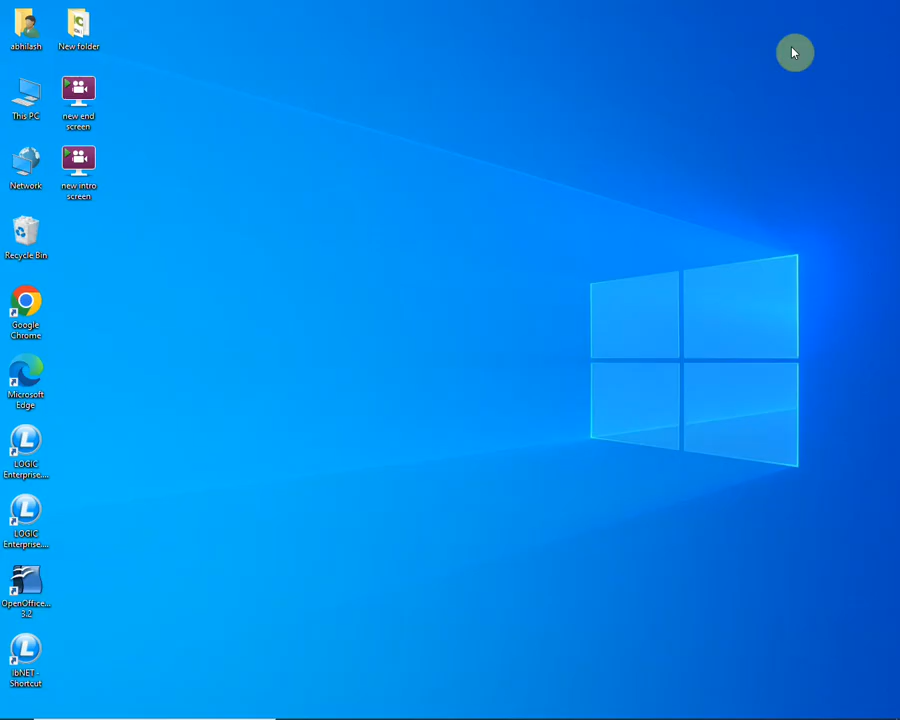 abhilash
New folder
This PC
new end
screen
Network
new intro
screen
Recycle Bin
Google
Chrome
Microsoft
Edge
LOGIC
Enterprise....
LOGIC
Enterprise....
OpenOffice...
3.2
lbNET -
Shortcut